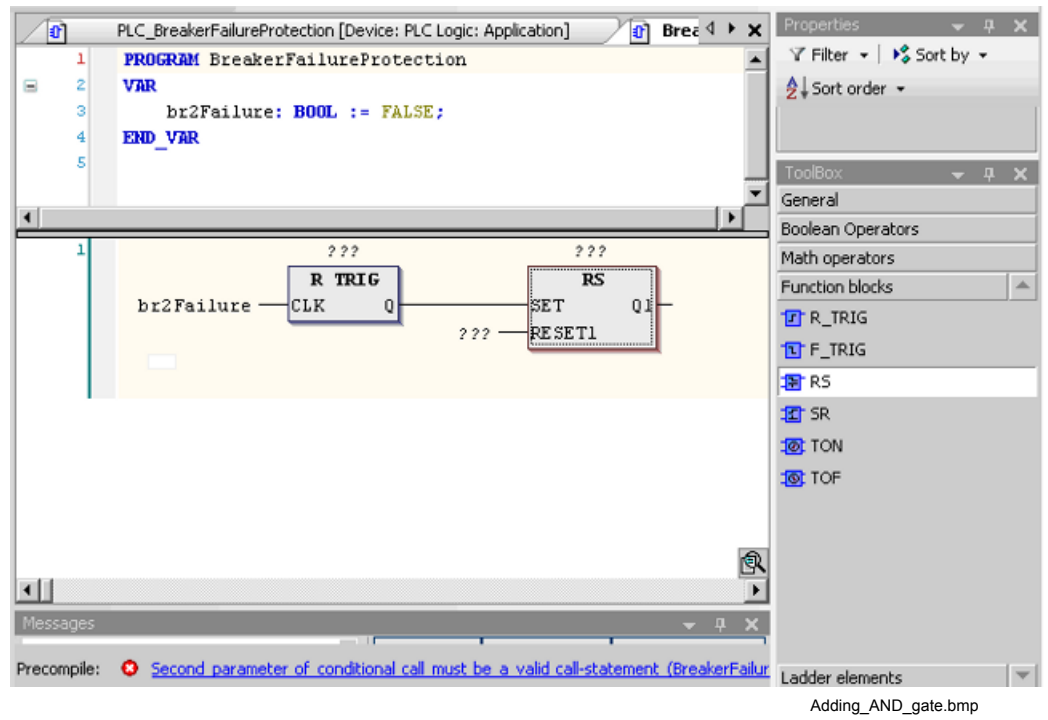 PLC_BreakerFailureProtection [Device: PLC Logic: Application]
Brea
1 PROGRAM BreakerFailureProtection
2 VAR
3 br2Failure: BOOL := FALSE;
4 END_VAR
5
1
??? ???
R TRIG RS
br2Failure CLK Q SET Q1
??? RESET1
Messages
Precompile: Second parameter of conditional call must be a valid call-statement (BreakerFailur
Properties
Filter Sort by
Sort order
ToolBox
General
Boolean Operators
Math operators
Function blocks
R_TRIG
F_TRIG
RS
SR
TON
TOF
Ladder elements
Adding_AND_gate.bmp